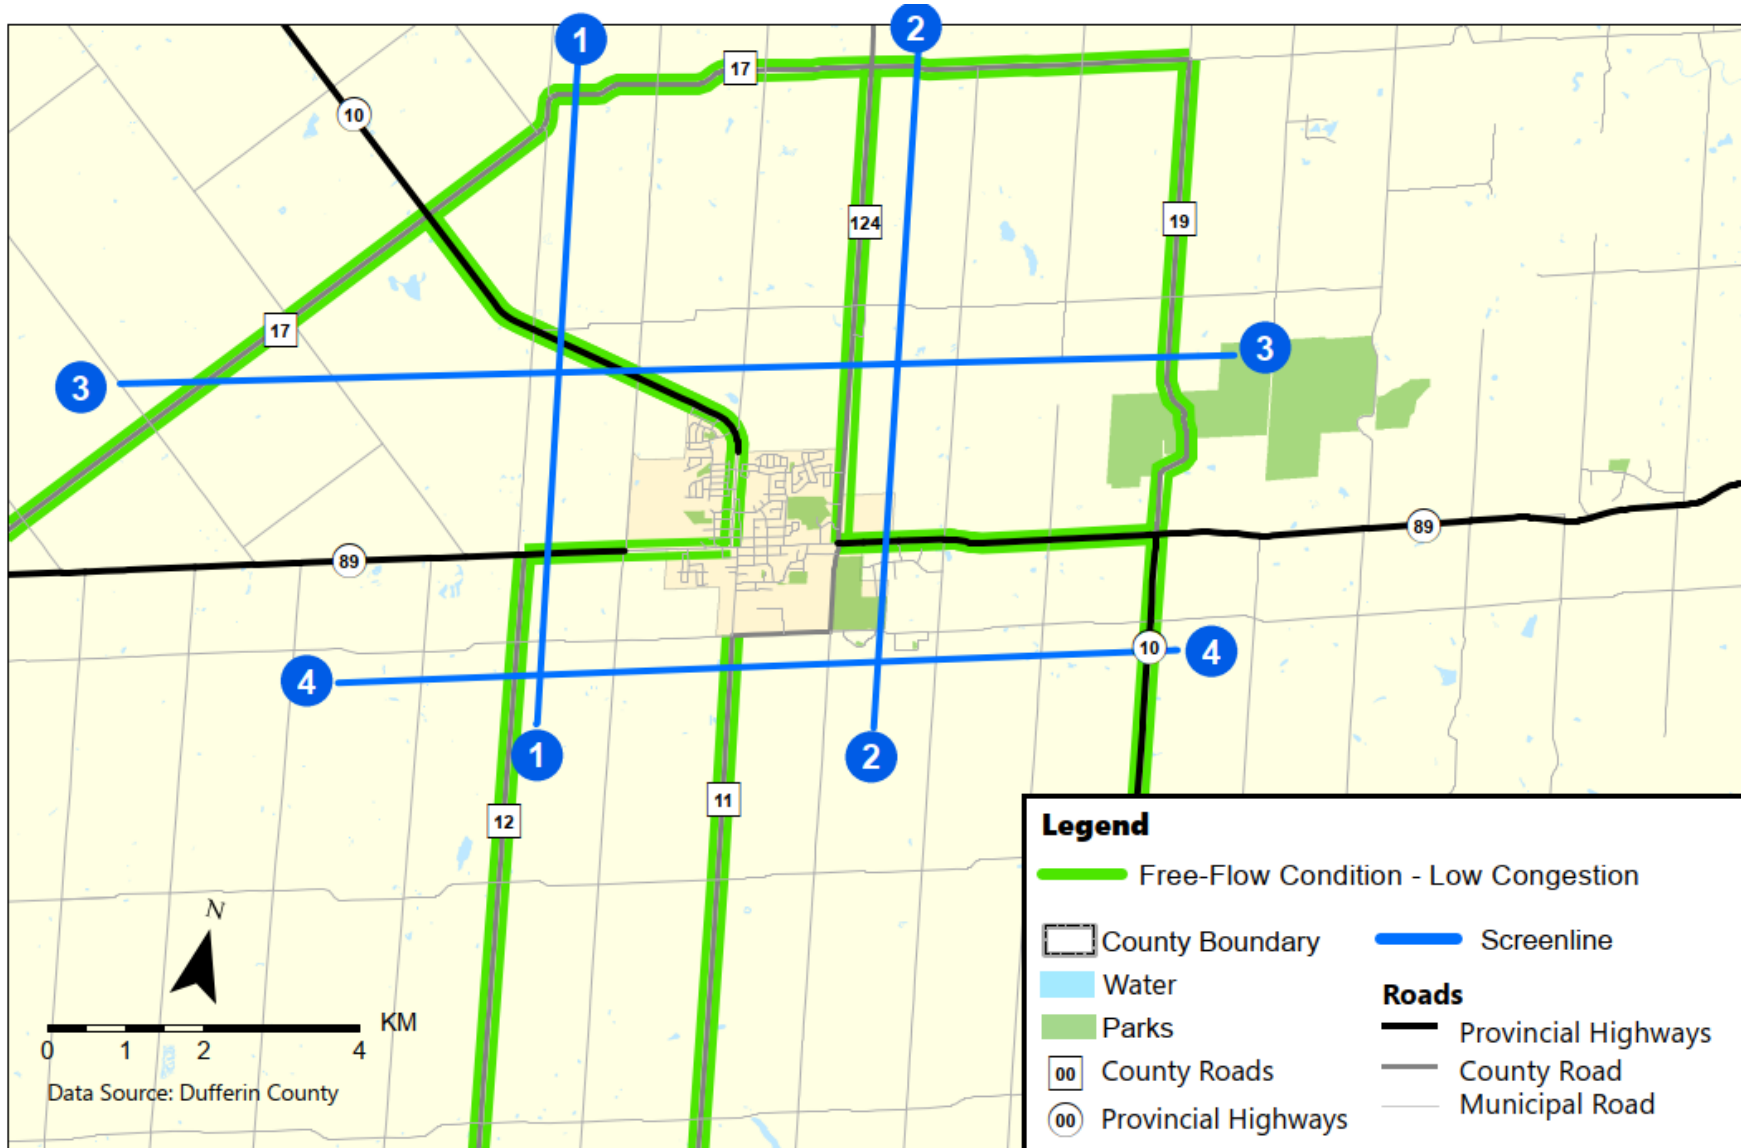 1
2
17
10
124
19
17
3
3
89
89
10
4
4
1
2
11
12
Legend
Free-Flow Condition - Low Congestion
County Boundary
Screenline
Water
Roads
Parks
Provincial Highways
00 County Roads
County Road
00 Provincial Highways
Municipal Road
N
KM
0 1 2 4
Data Source: Dufferin County